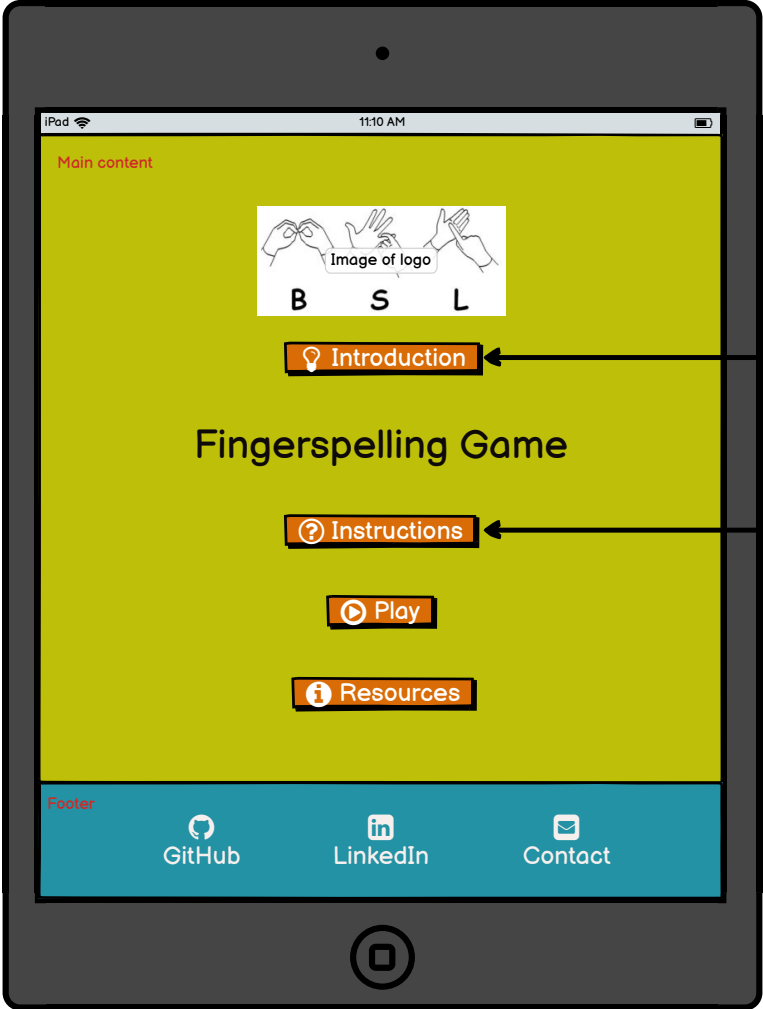 iPad 11:10 AM
Main content
Image of logo
B S L
Introduction
Fingerspelling Game
Instructions
Play
Resources
Footer
GitHub LinkedIn Contact